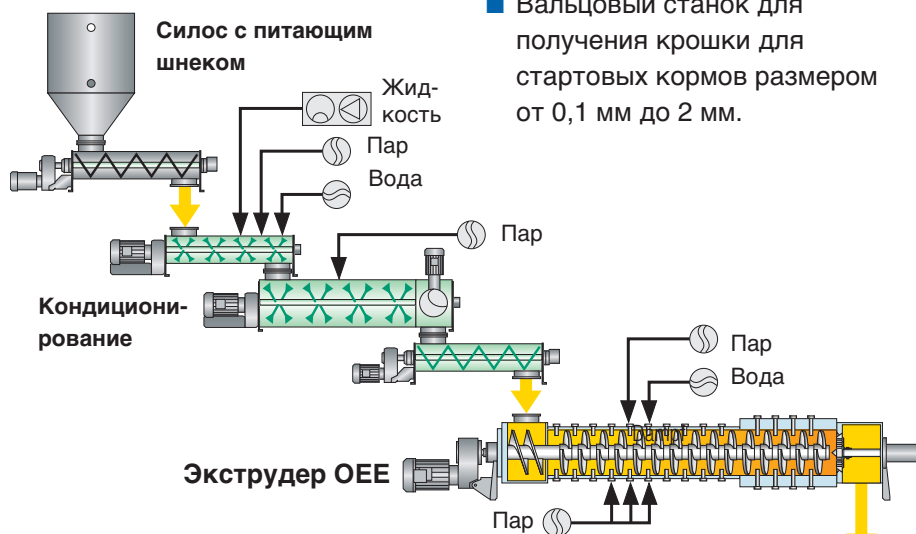 Силос с питающим
шнеком
■ Вальцовый станок для
получения крошки для
стартовых кормов размером
от 0,1 мм до 2 мм.
Жид-
кость
Пар
Вода
Пар
Кондициони-
рование
Пар
Вода
Экструдер OEE
Пар